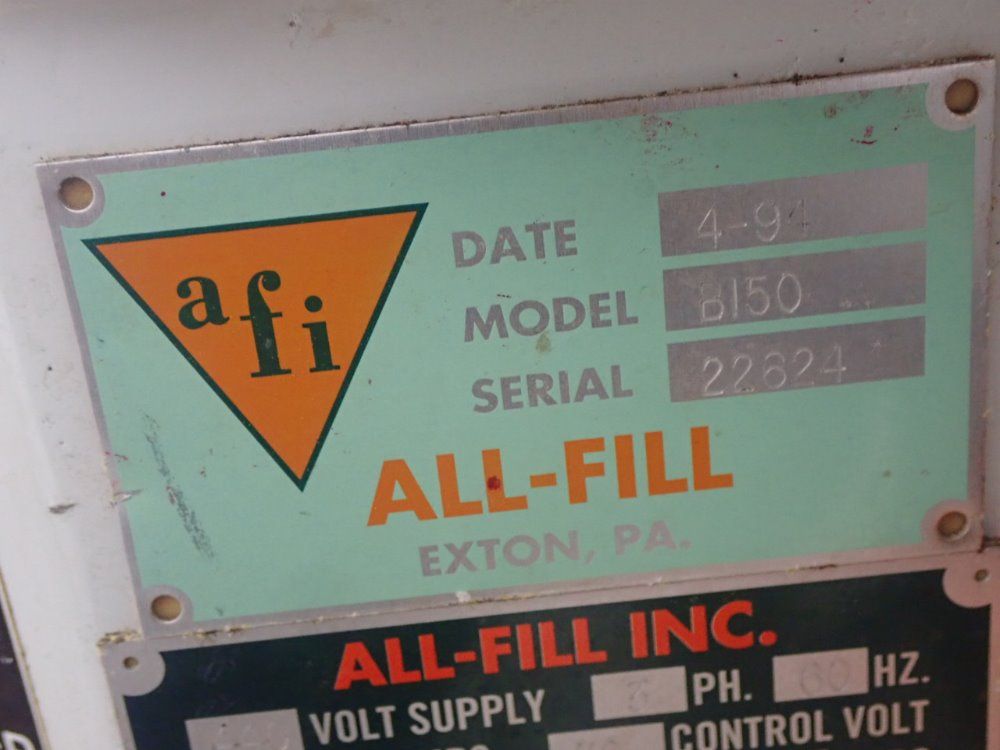 afi
DATE 4-94
MODEL B150
SERIAL 22624
ALL-FILL
EXTON, PA.
ALL-FILL INC.
VOLT SUPPLY 3 PH. 60 HZ.
CONTROL VOLT